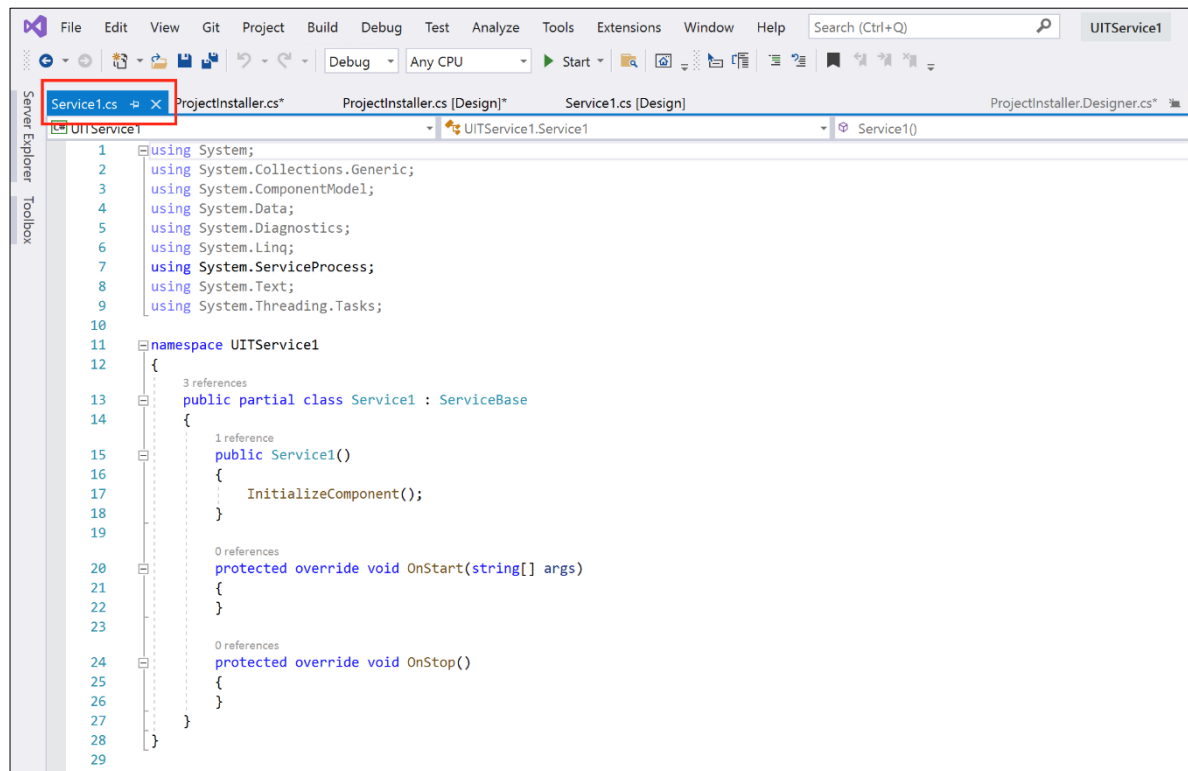 File Edit View Git Project Build Debug Test Analyze Tools Extensions Window Help Search (Ctrl+Q) UITService1
Debug Any CPU Start
Service1.cs ProjectInstaller.cs* ProjectInstaller.cs [Design]* Service1.cs [Design] ProjectInstaller.Designer.cs*
UITService1 UITService1.Service1 Service1()
Server Explorer
Toolbox
1 using System;
2 using System.Collections.Generic;
3 using System.ComponentModel;
4 using System.Data;
5 using System.Diagnostics;
6 using System.Linq;
7 using System.ServiceProcess;
8 using System.Text;
9 using System.Threading.Tasks;
10
11 namespace UITService1
12 {
3 references
13 public partial class Service1 : ServiceBase
14 {
1 reference
15 public Service1()
16 {
17 InitializeComponent();
18 }
19
0 references
20 protected override void OnStart(string[] args)
21 {
22 }
23
0 references
24 protected override void OnStop()
25 {
26 }
27 }
28 }
29